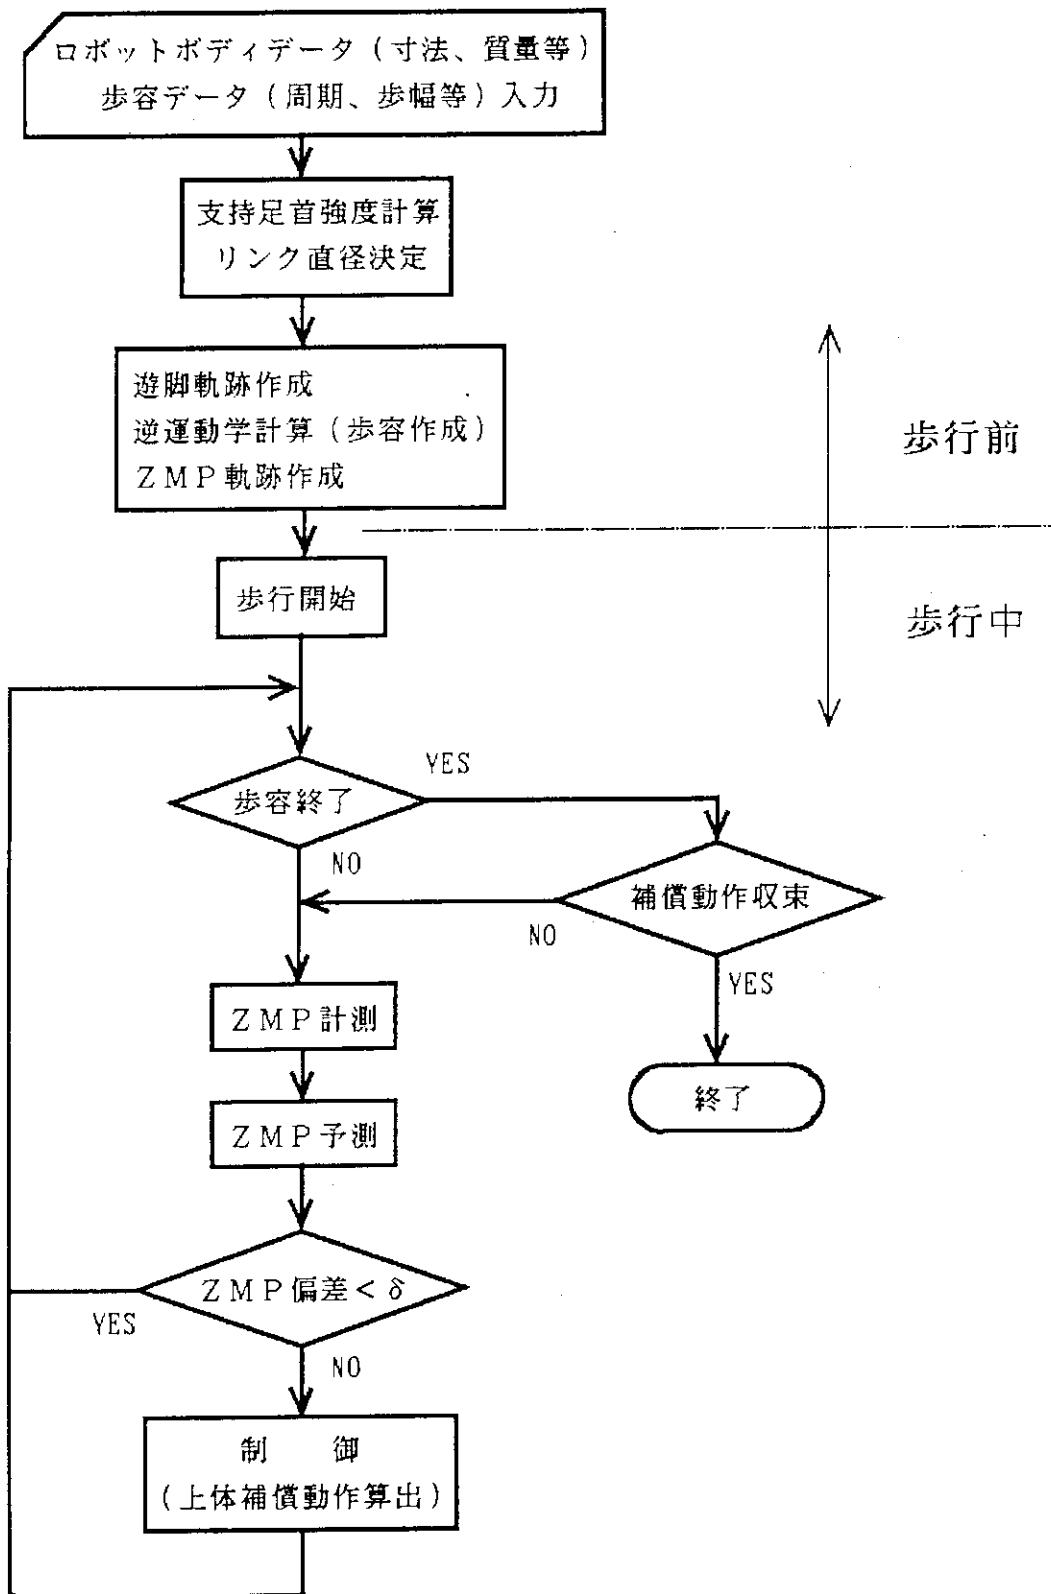 ロボットボディデータ（寸法、質量等）
歩容データ（周期、歩幅等）入力
支持足首強度計算
リンク直径決定
遊脚軌跡作成
逆運動学計算（歩容作成）
ＺＭＰ軌跡作成
歩行前
歩行開始
歩行中
歩容終了
YES
NO
補償動作収束
NO
YES
ＺＭＰ計測
終了
ＺＭＰ予測
ＺＭＰ偏差＜δ
YES
NO
制　御
（上体補償動作算出）